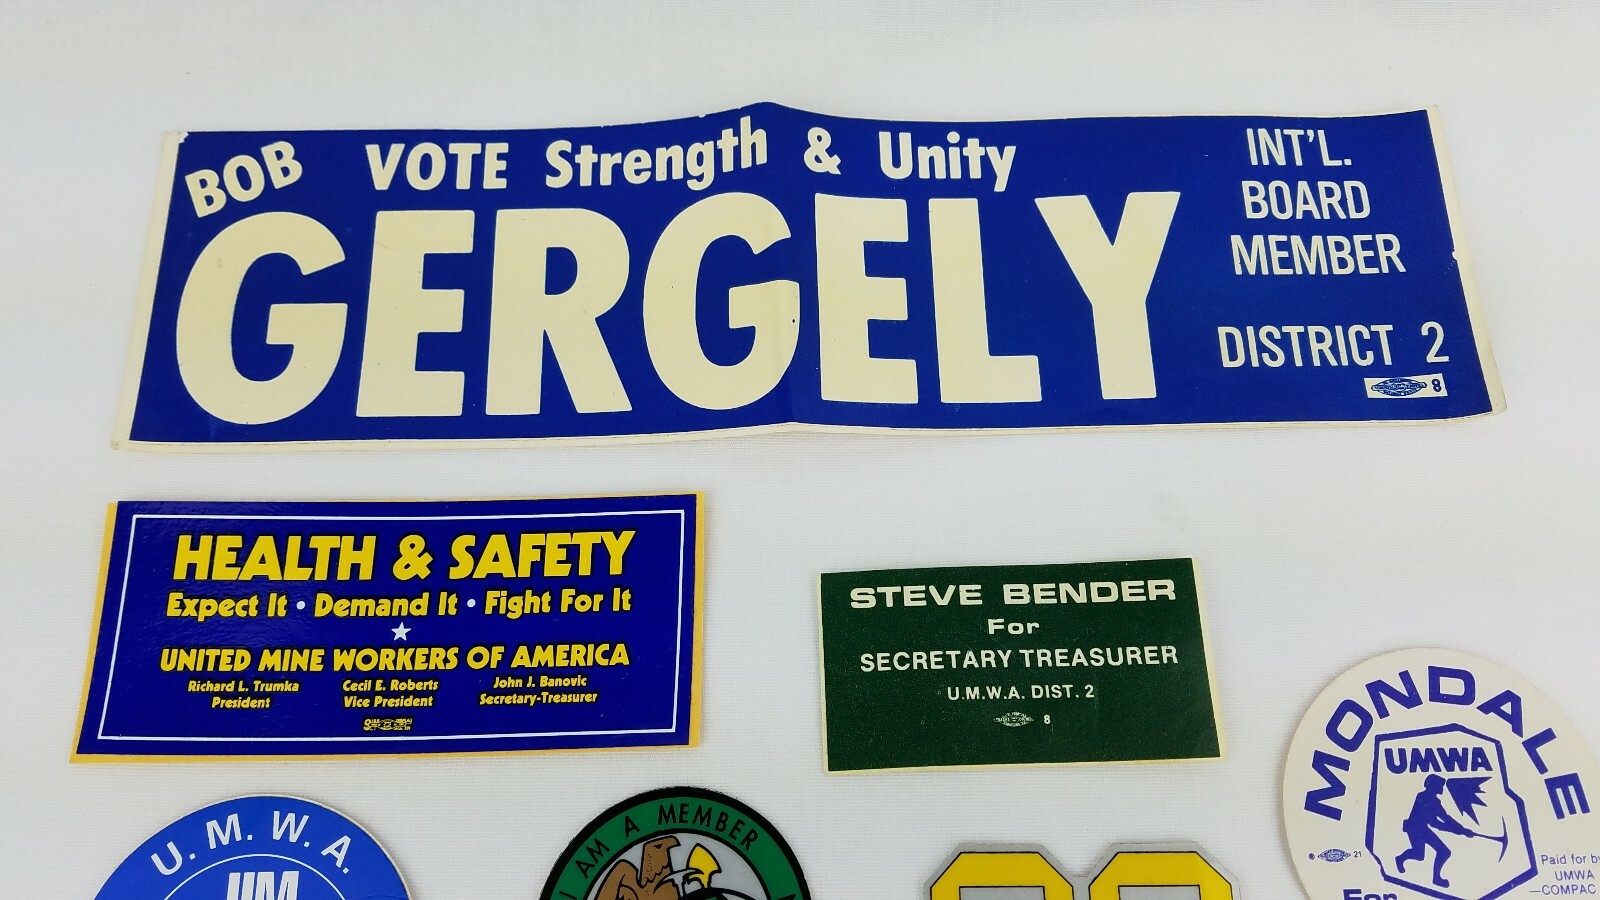 BOB VOTE Strength & Unity
GERGELY
INT'L.
BOARD
MEMBER
DISTRICT 2
8
HEALTH & SAFETY
Expect It • Demand It • Fight For It
UNITED MINE WORKERS OF AMERICA
Richard L. Trumka
President
Cecil E. Roberts
Vice President
John J. Banovic
Secretary-Treasurer
STEVE BENDER
For
SECRETARY TREASURER
U.M.W.A. DIST. 2
8
MONDALE
UMWA
21
Paid for by
UMWA
—COMPAC
For
U. M. W. A.
UM
I AM A MEMBER